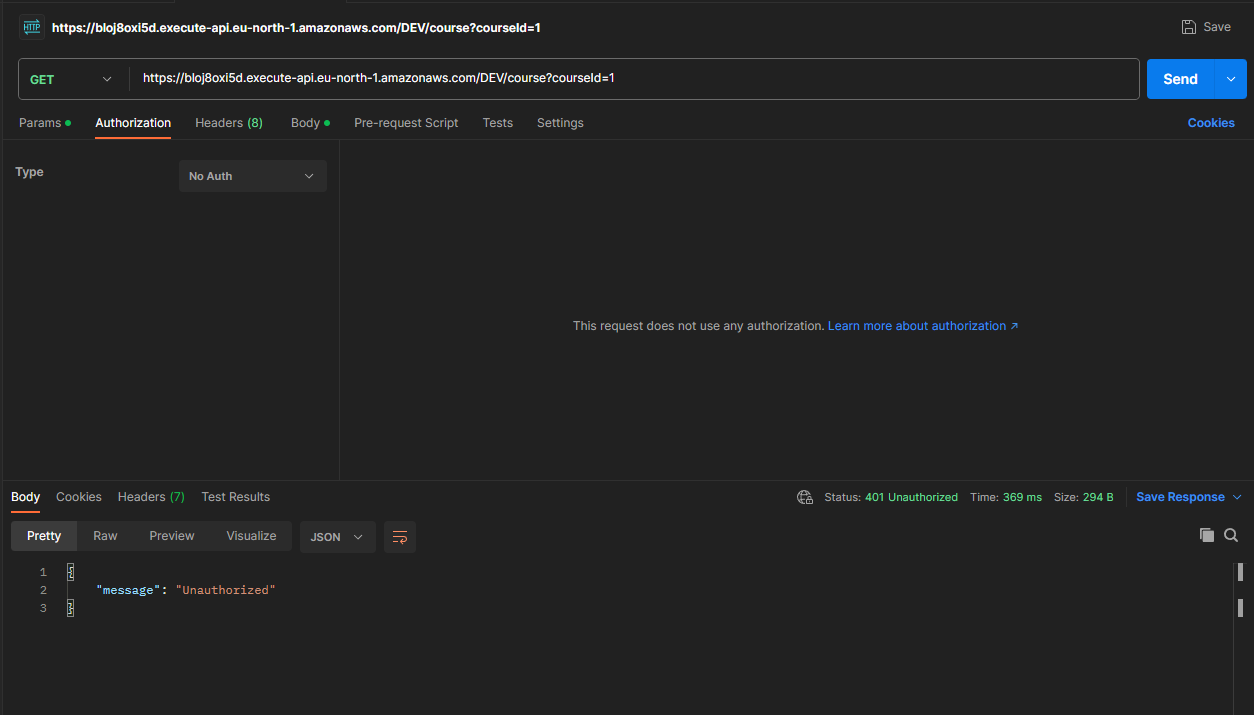 HTTP https://bloj8oxi5d.execute-api.eu-north-1.amazonaws.com/DEV/course?courseId=1 Save
GET https://bloj8oxi5d.execute-api.eu-north-1.amazonaws.com/DEV/course?courseId=1 Send
Params Authorization Headers (8) Body Pre-request Script Tests Settings Cookies
Type No Auth
This request does not use any authorization. Learn more about authorization ↗
Body Cookies Headers (7) Test Results Status: 401 Unauthorized Time: 369 ms Size: 294 B Save Response
Pretty Raw Preview Visualize JSON
1 {
2 "message": "Unauthorized"
3 }